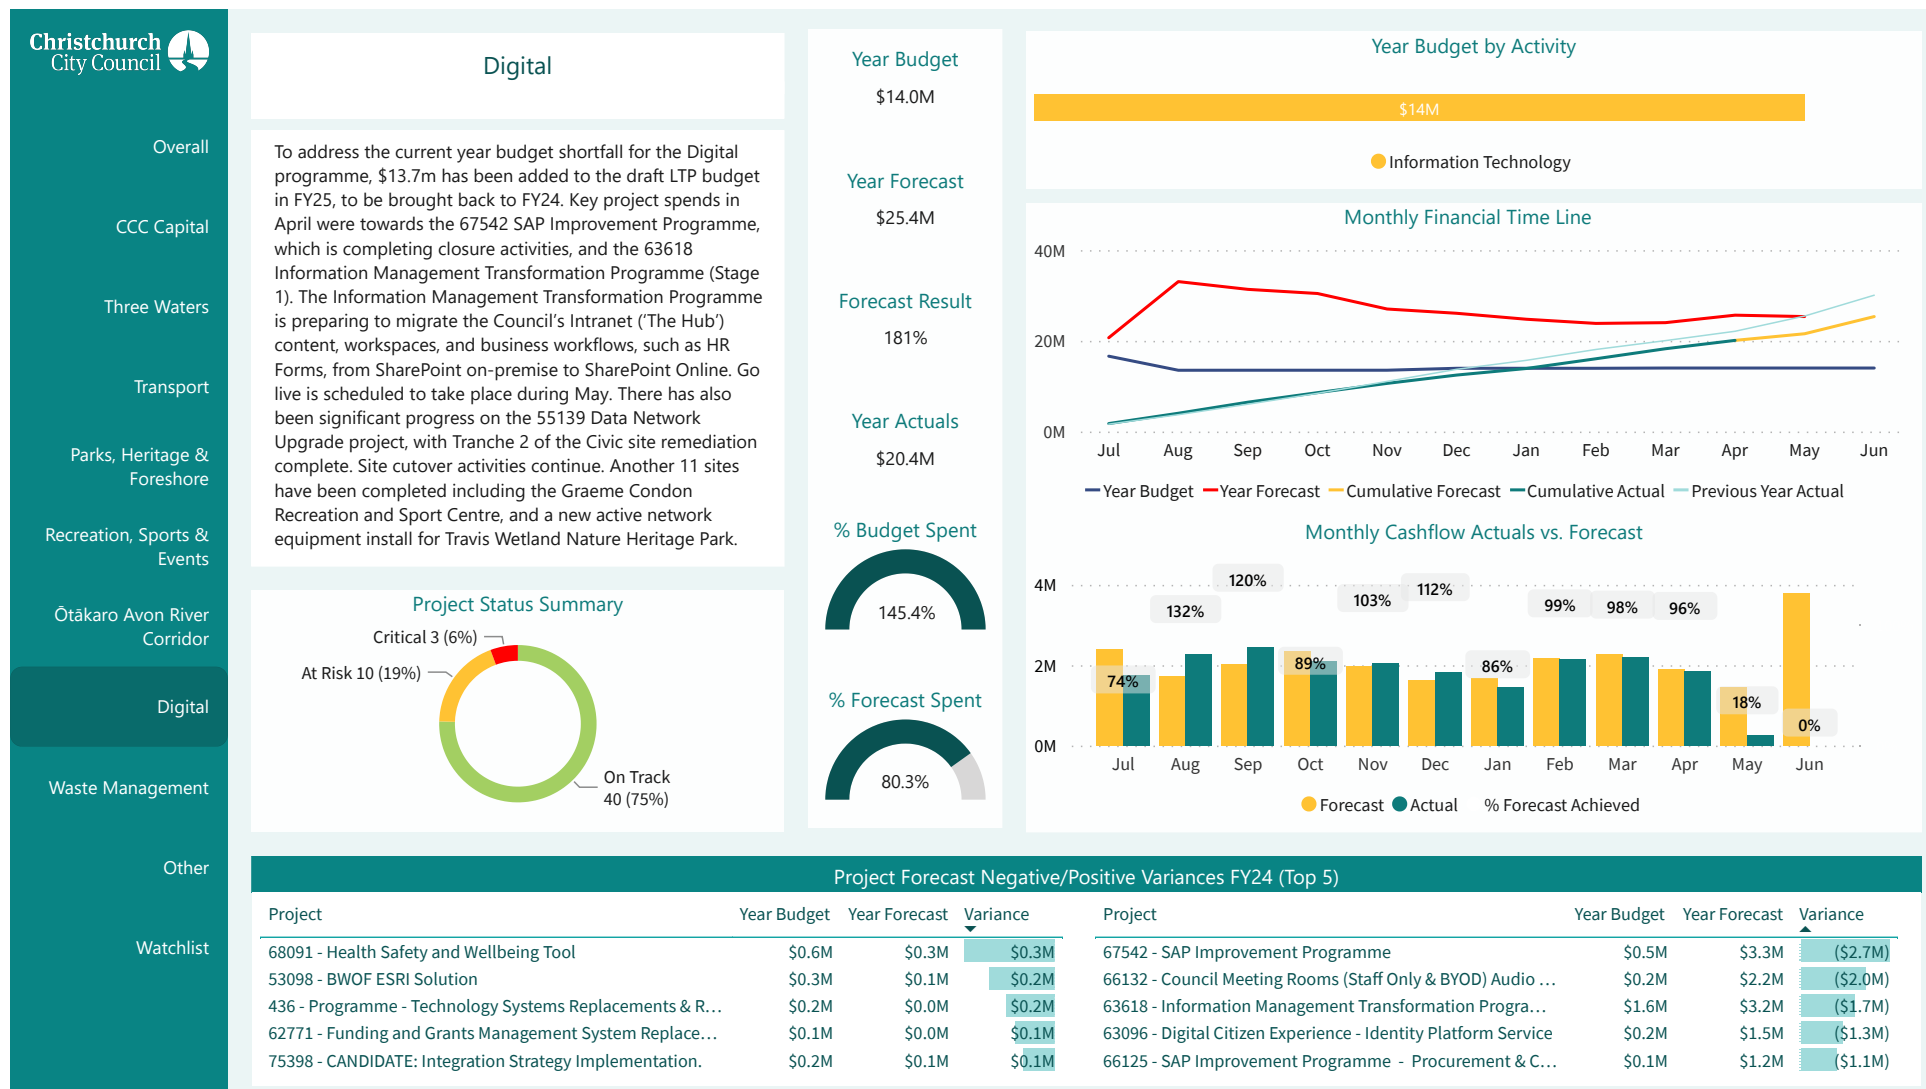 Christchurch
City Council
Overall
CCC Capital
Three Waters
Transport
Parks, Heritage &
Foreshore
Recreation, Sports &
Events
Ōtākaro Avon River
Corridor
Digital
Waste Management
Other
Watchlist
Digital
To address the current year budget shortfall for the Digital
programme, $13.7m has been added to the draft LTP budget
in FY25, to be brought back to FY24. Key project spends in
April were towards the 67542 SAP Improvement Programme,
which is completing closure activities, and the 63618
Information Management Transformation Programme (Stage
1). The Information Management Transformation Programme
is preparing to migrate the Council’s Intranet (‘The Hub’)
content, workspaces, and business workflows, such as HR
Forms, from SharePoint on-premise to SharePoint Online. Go
live is scheduled to take place during May. There has also
been significant progress on the 55139 Data Network
Upgrade project, with Tranche 2 of the Civic site remediation
complete. Site cutover activities continue. Another 11 sites
have been completed including the Graeme Condon
Recreation and Sport Centre, and a new active network
equipment install for Travis Wetland Nature Heritage Park.
Project Status Summary
Critical 3 (6%)
At Risk 10 (19%)
On Track
40 (75%)
Year Budget
$14.0M
Year Forecast
$25.4M
Forecast Result
181%
Year Actuals
$20.4M
% Budget Spent
145.4%
% Forecast Spent
80.3%
Year Budget by Activity
$14M
Information Technology
Monthly Financial Time Line
40M
20M
0M
Jul Aug Sep Oct Nov Dec Jan Feb Mar Apr May Jun
Year Budget Year Forecast Cumulative Forecast Cumulative Actual Previous Year Actual
Monthly Cashflow Actuals vs. Forecast
4M
2M
0M
74% 132% 120% 89% 103% 112% 86% 99% 98% 96% 18% 0%
Jul Aug Sep Oct Nov Dec Jan Feb Mar Apr May Jun
Forecast Actual % Forecast Achieved
Project Forecast Negative/Positive Variances FY24 (Top 5)
Project Year Budget Year Forecast Variance
68091 - Health Safety and Wellbeing Tool $0.6M $0.3M $0.3M
53098 - BWOF ESRI Solution $0.3M $0.1M $0.2M
436 - Programme - Technology Systems Replacements & R... $0.2M $0.0M $0.2M
62771 - Funding and Grants Management System Replace... $0.1M $0.0M $0.1M
75398 - CANDIDATE: Integration Strategy Implementation. $0.2M $0.1M $0.1M
Project Year Budget Year Forecast Variance
67542 - SAP Improvement Programme $0.5M $3.3M ($2.7M)
66132 - Council Meeting Rooms (Staff Only & BYOD) Audio ... $0.2M $2.2M ($2.0M)
63618 - Information Management Transformation Progra... $1.6M $3.2M ($1.7M)
63096 - Digital Citizen Experience - Identity Platform Service $0.2M $1.5M ($1.3M)
66125 - SAP Improvement Programme - Procurement & C... $0.1M $1.2M ($1.1M)